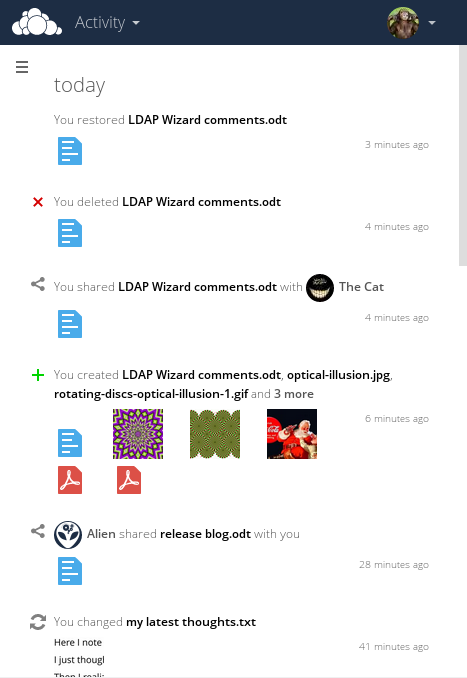 Activity
today
You restored LDAP Wizard comments.odt
3 minutes ago
You deleted LDAP Wizard comments.odt
4 minutes ago
You shared LDAP Wizard comments.odt with The Cat
4 minutes ago
You created LDAP Wizard comments.odt, optical-illusion.jpg,
rotating-discs-optical-illusion-1.gif and 3 more
6 minutes ago
Coca-Cola
Alien shared release blog.odt with you
28 minutes ago
You changed my latest thoughts.txt
41 minutes ago
Here I note
I just though
Then I reali